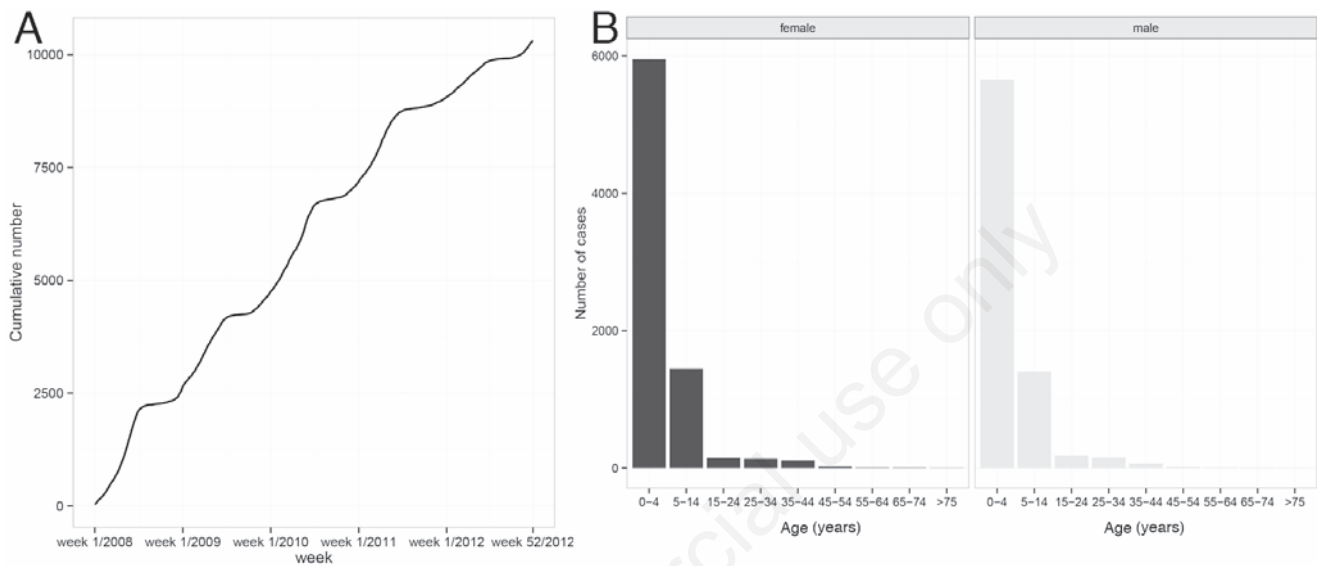 A
10000
7500
5000
2500
0
Cumulative number
week 1/2008 week 1/2009 week 1/2010 week 1/2011 week 1/2012 week 52/2012
week
B
female male
6000
4000
2000
0
Number of cases
0–4 5–14 15–24 25–34 35–44 45–54 55–64 65–74 >75
0–4 5–14 15–24 25–34 35–44 45–54 55–64 65–74 >75
Age (years) Age (years)
rcial use only